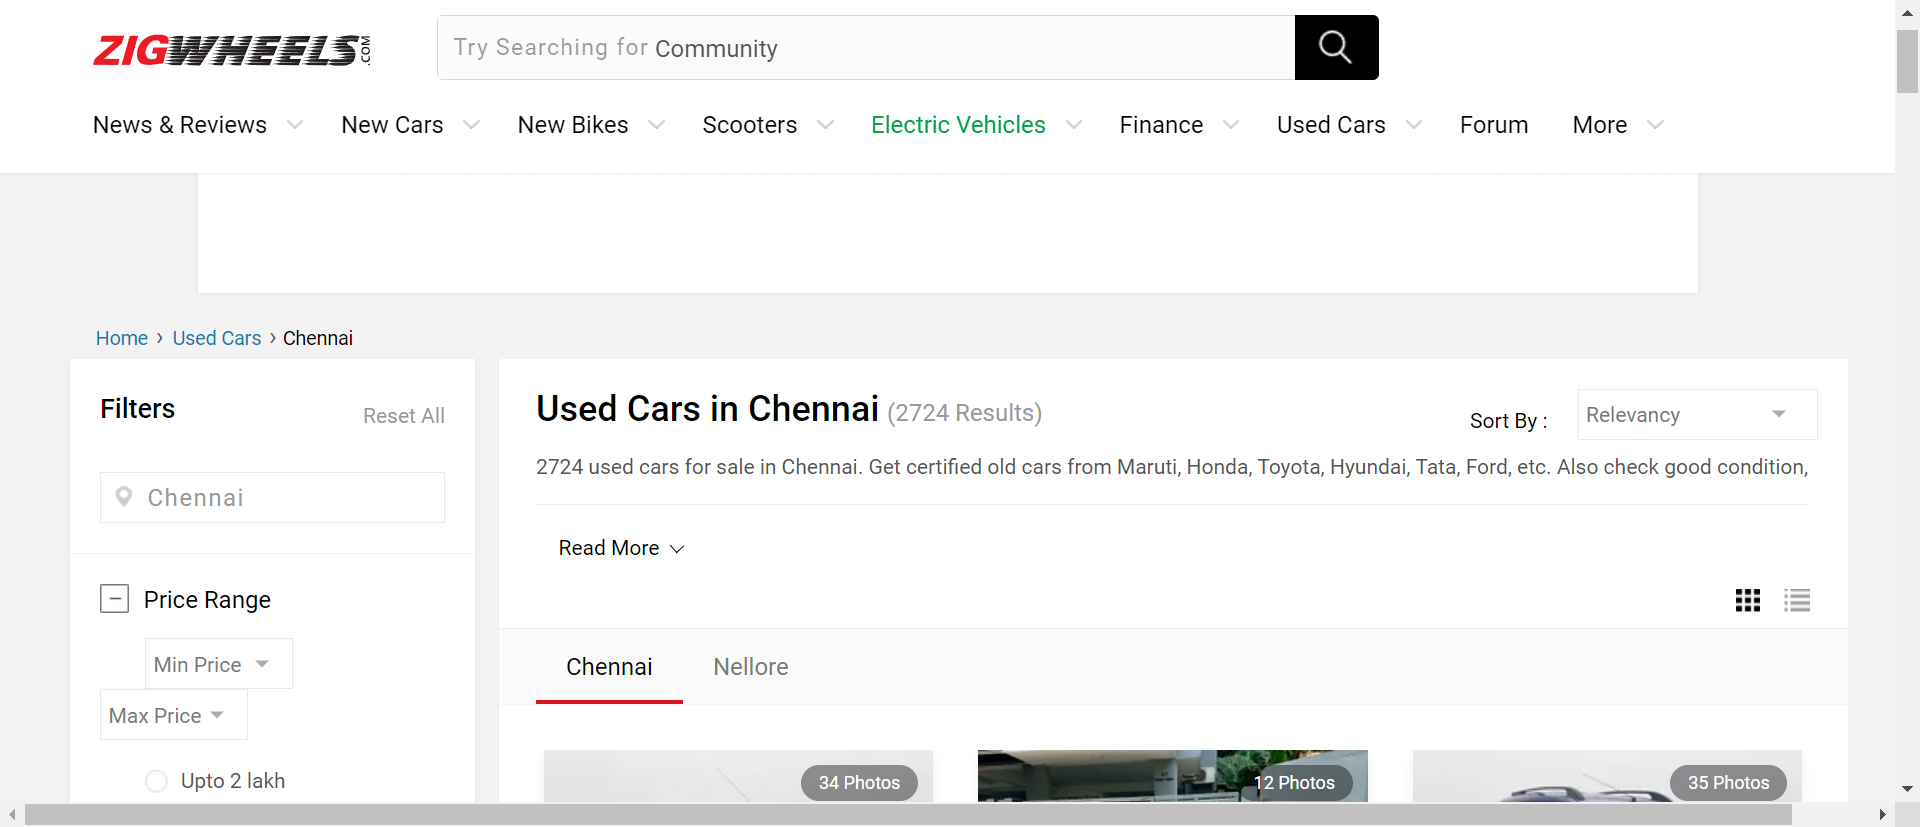 ZIGWHEELS.COM
Try Searching for Community
News & Reviews New Cars New Bikes Scooters Electric Vehicles Finance Used Cars Forum More
Home › Used Cars › Chennai
Filters
Reset All
Chennai
Price Range
Min Price
Max Price
Upto 2 lakh
Used Cars in Chennai (2724 Results)
Sort By : Relevancy
2724 used cars for sale in Chennai. Get certified old cars from Maruti, Honda, Toyota, Hyundai, Tata, Ford, etc. Also check good condition,
Read More
Chennai Nellore
34 Photos 12 Photos 35 Photos